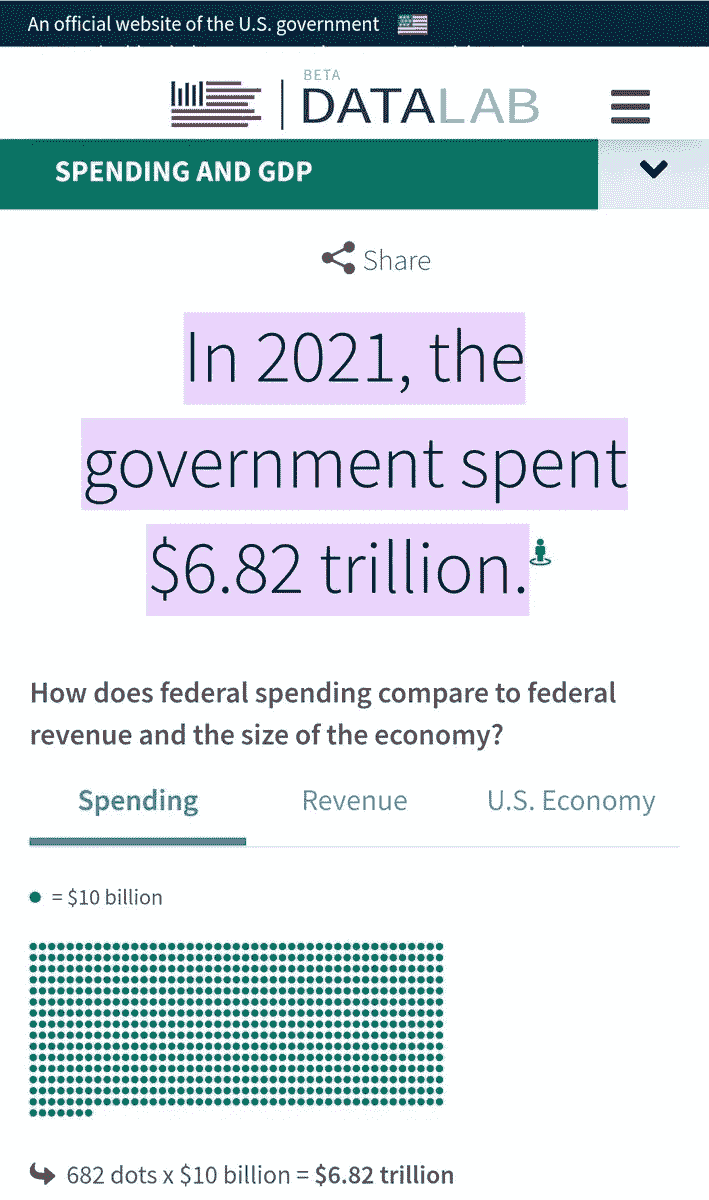 An official website of the U.S. government
BETA
DATALAB
SPENDING AND GDP
Share
In 2021, the
government spent
$6.82 trillion.
How does federal spending compare to federal
revenue and the size of the economy?
Spending Revenue U.S. Economy
= $10 billion
682 dots x $10 billion = $6.82 trillion